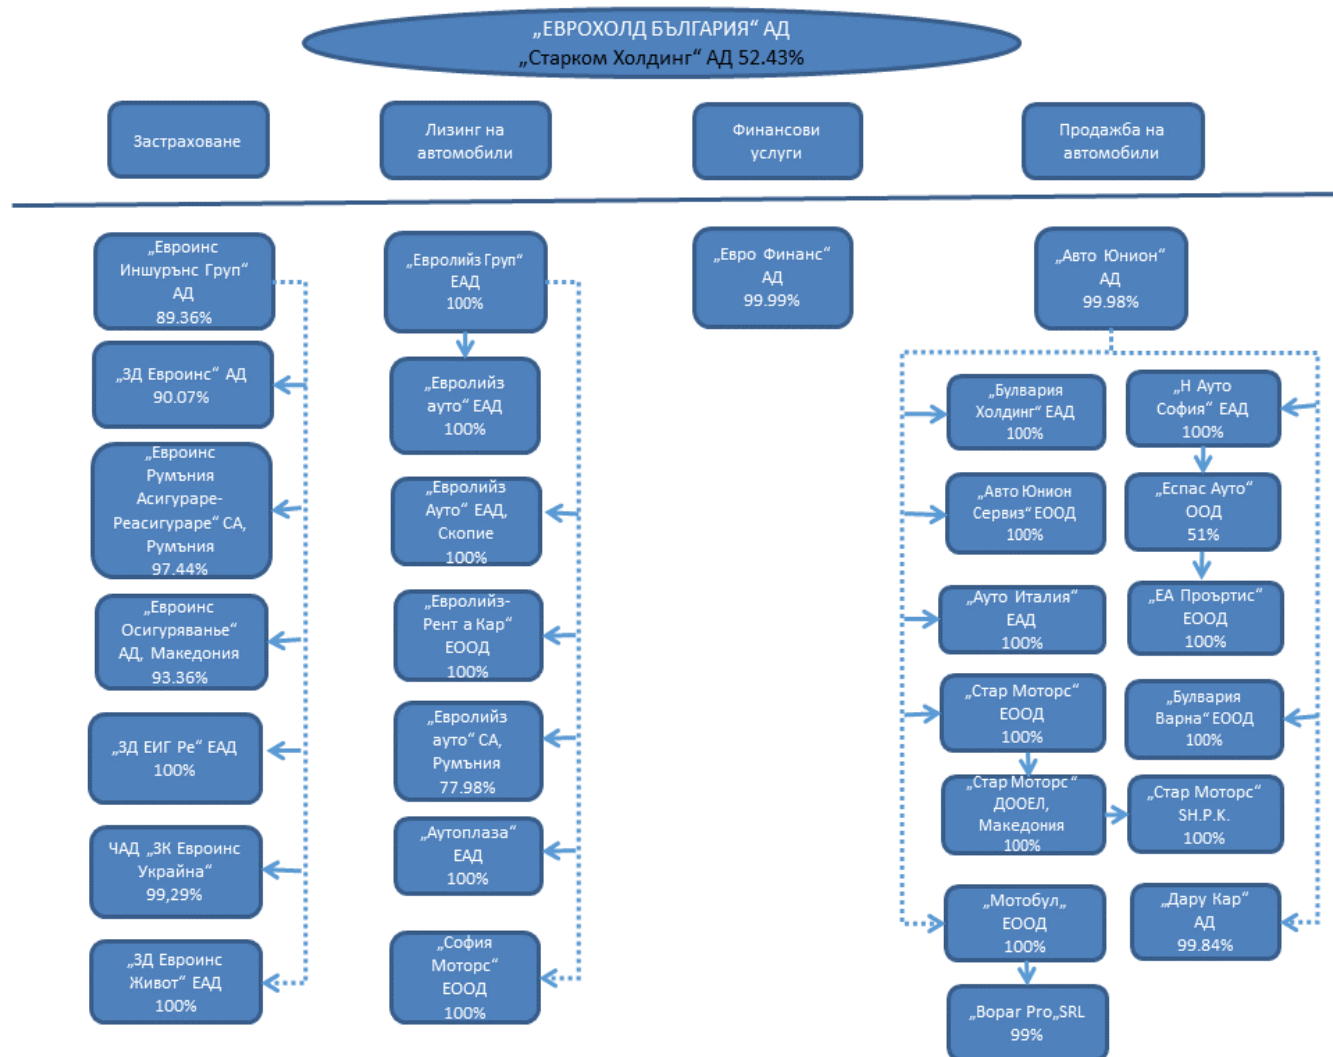 „ЕВРОХОЛД БЪЛГАРИЯ“ АД
„Старком Холдинг“ АД 52.43%
Застраховане
Лизинг на
автомобили
Финансови
услуги
Продажба на
автомобили
„Евроинс
Иншурънс Груп“
АД
89.36%
„ЗД Евроинс“ АД
90.07%
„Евроинс
Румъния
Асигураре-
Реасигураре“ СА,
Румъния
97.44%
„Евроинс
Осигуряванье“
АД, Македония
93.36%
„ЗД ЕИГ Ре“ ЕАД
100%
ЧАД „ЗК Евроинс
Украйна“
99,29%
„ЗД Евроинс
Живот“ ЕАД
100%
„Евролийз Груп“
ЕАД
100%
„Евролийз
ауто“ ЕАД
100%
„Евролийз
Ауто“ ЕАД,
Скопие
100%
„Евролийз-
Рент а Кар“
ЕООД
100%
„Евролийз
ауто“ СА,
Румъния
77.98%
„Аутоплаза“
ЕАД
100%
„София
Моторс“
ЕООД
100%
„Евро Финанс“
АД
99.99%
„Авто Юнион“
АД
99.98%
„Булвария
Холдинг“ ЕАД
100%
„Авто Юнион
Сервиз“ ЕООД
100%
„Ауто Италия“
ЕАД
100%
„Стар Моторс“
ЕООД
100%
„Стар Моторс“
ДООЕЛ,
Македония
100%
„Мотобул„
ЕООД
100%
„Bopar Pro„SRL
99%
„Н Ауто
София“ ЕАД
100%
„Еспас Ауто“
ООД
51%
„ЕА Проъртис“
ЕООД
100%
„Булвария
Варна“ ЕООД
100%
„Стар Моторс“
SH.P.K.
100%
„Дару Кар“
АД
99.84%